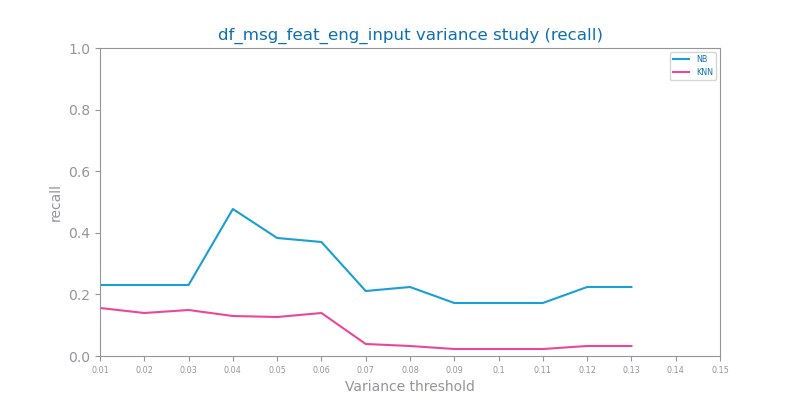 df_msg_feat_eng_input variance study (recall)
1.0
0.8
0.6
0.4
0.2
0.0
recall
NB
KNN
0.01 0.02 0.03 0.04 0.05 0.06 0.07 0.08 0.09 0.1 0.11 0.12 0.13 0.14 0.15
Variance threshold